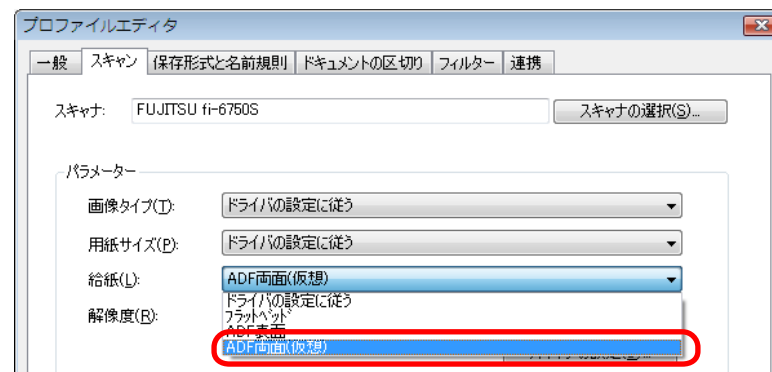 プロファイルエディタ
一般 スキャン 保存形式と名前規則 ドキュメントの区切り フィルター 連携
スキャナ: FUJITSU fi-6750S スキャナの選択(S)...
パラメーター
画像タイプ(T): ドライバの設定に従う
用紙サイズ(P): ドライバの設定に従う
給紙(L): ADF両面(仮想)
ドライバの設定に従う
解像度(R): フラットベッド
ADF表面
ADF両面(仮想)